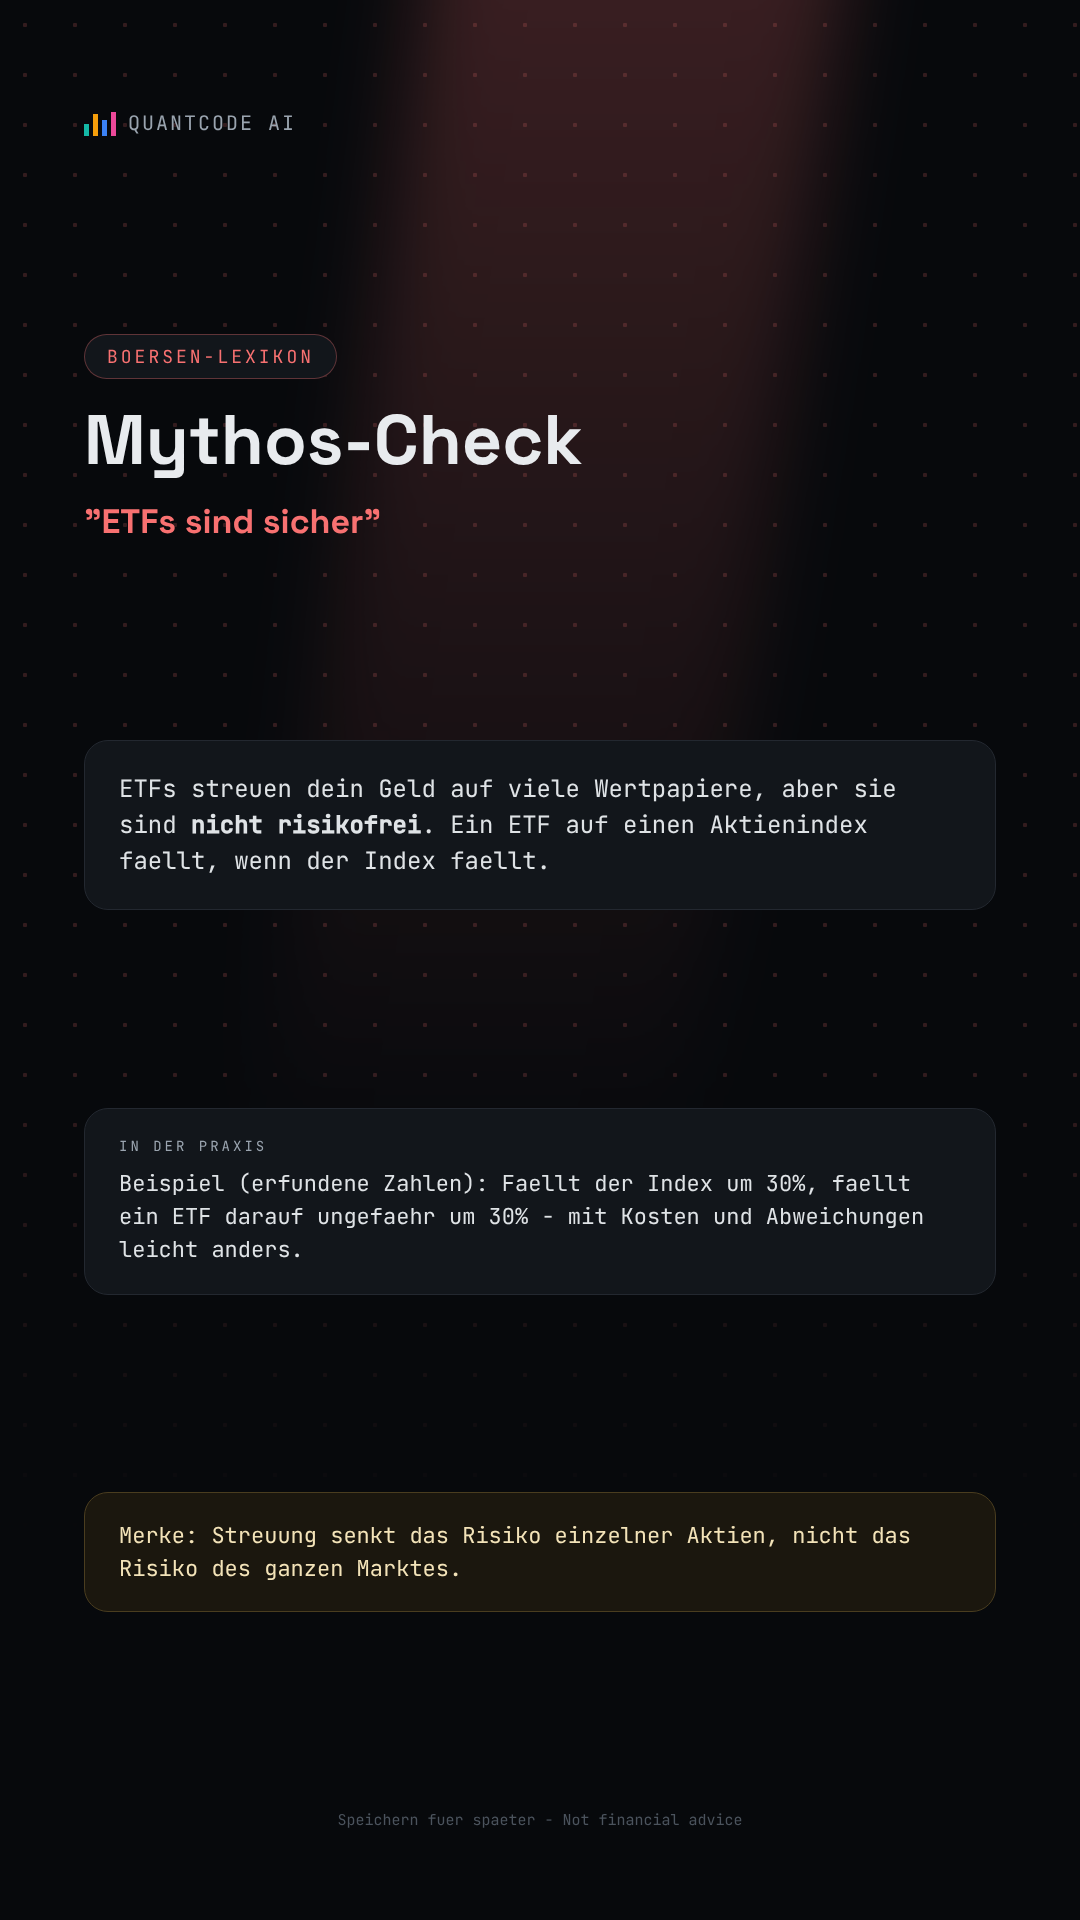 QUANTCODE AI
BOERSEN-LEXIKON
Mythos-Check
”ETFs sind sicher”
ETFs streuen dein Geld auf viele Wertpapiere, aber sie
sind nicht risikofrei. Ein ETF auf einen Aktienindex
faellt, wenn der Index faellt.
IN DER PRAXIS
Beispiel (erfundene Zahlen): Faellt der Index um 30%, faellt
ein ETF darauf ungefaehr um 30% - mit Kosten und Abweichungen
leicht anders.
Merke: Streuung senkt das Risiko einzelner Aktien, nicht das
Risiko des ganzen Marktes.
Speichern fuer spaeter - Not financial advice